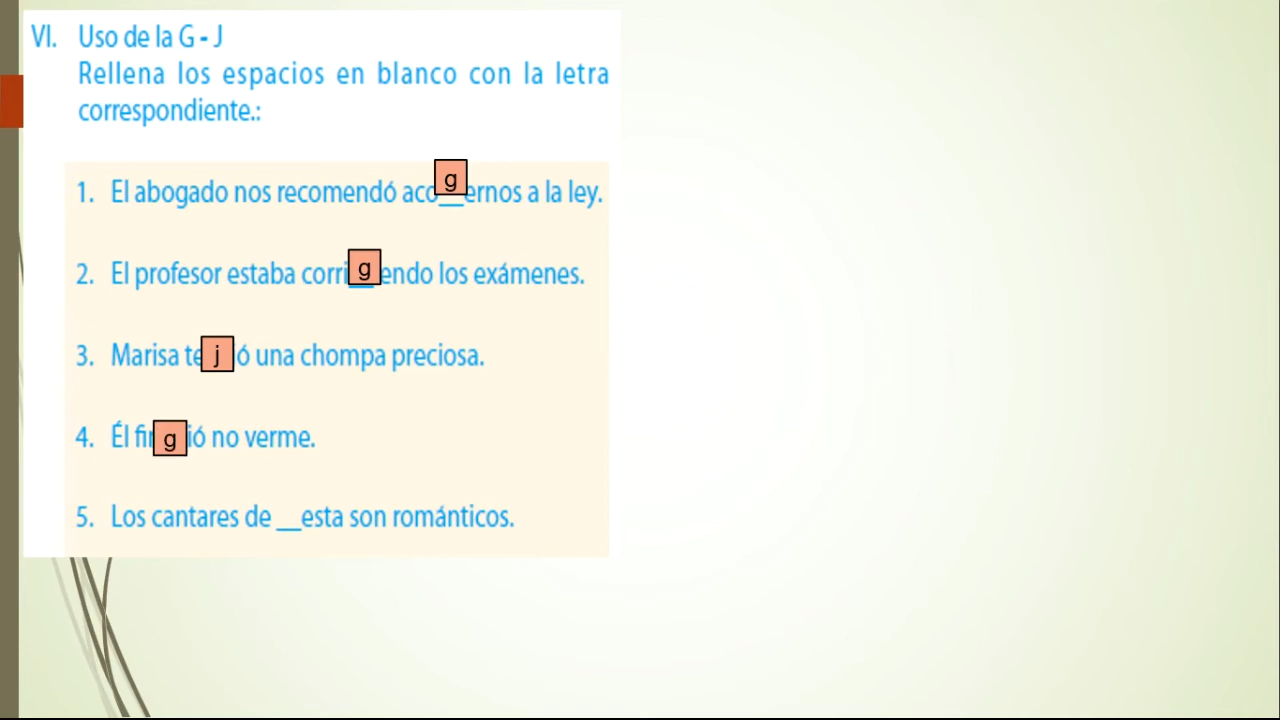 VI. Uso de la G - J
Rellena los espacios en blanco con la letra
correspondiente.:
1. El abogado nos recomendó aco__ernos a la ley.
g
2. El profesor estaba corri g endo los exámenes.
3. Marisa te j ó una chompa preciosa.
4. Él fin g ió no verme.
5. Los cantares de __esta son románticos.